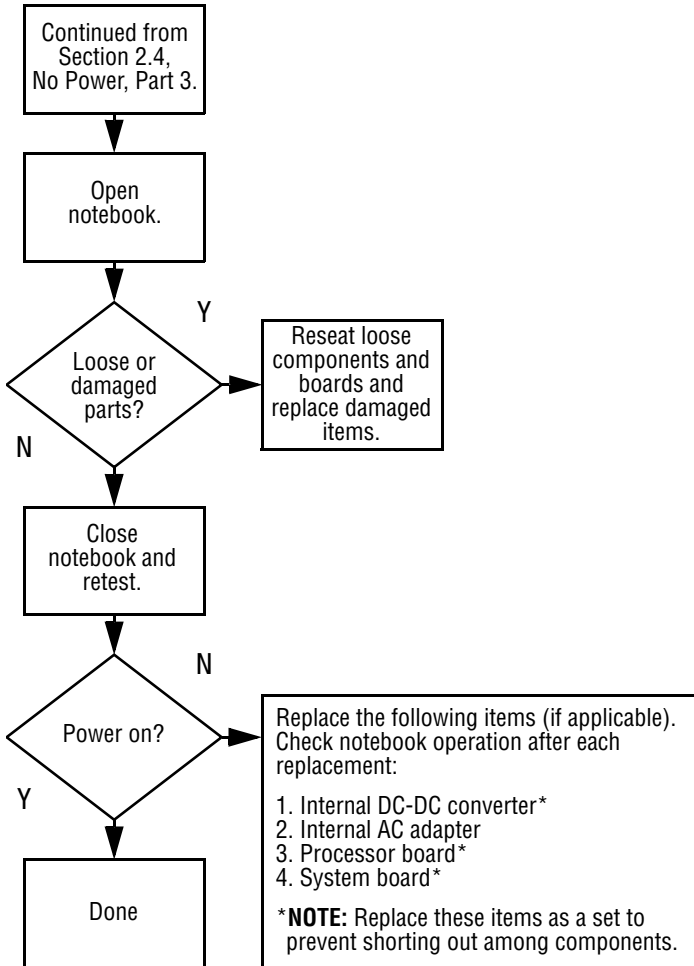 Continued from
Section 2.4,
No Power, Part 3.
Open
notebook.
Y
Loose or
damaged
parts?
Reseat loose
components and
boards and
replace damaged
items.
N
Close
notebook and
retest.
N
Power on?
Replace the following items (if applicable).
Check notebook operation after each
replacement:
1. Internal DC-DC converter*
2. Internal AC adapter
3. Processor board*
4. System board*
*NOTE: Replace these items as a set to
prevent shorting out among components.
Y
Done